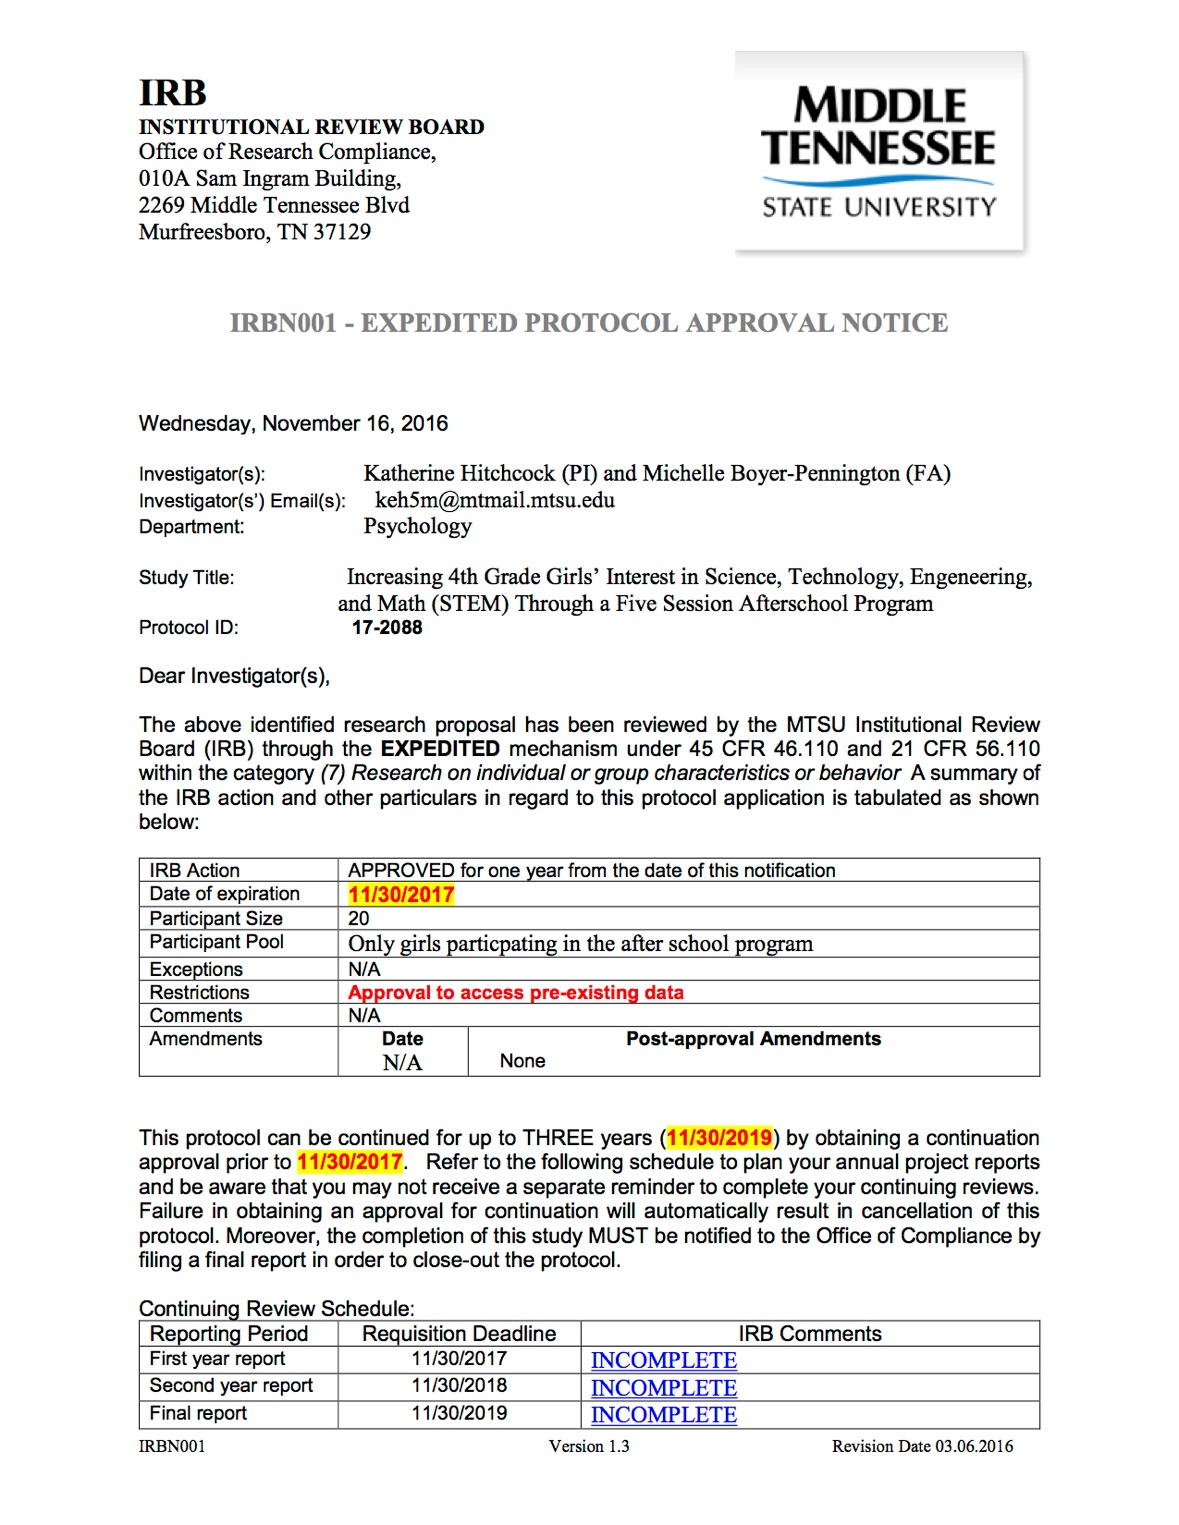 IRB
INSTITUTIONAL REVIEW BOARD
Office of Research Compliance,
010A Sam Ingram Building,
2269 Middle Tennessee Blvd
Murfreesboro, TN 37129
MIDDLE
TENNESSEE
STATE UNIVERSITY
IRBN001 - EXPEDITED PROTOCOL APPROVAL NOTICE
Wednesday, November 16, 2016
Investigator(s): Katherine Hitchcock (PI) and Michelle Boyer-Pennington (FA)
Investigator(s') Email(s): keh5m@mtmail.mtsu.edu
Department: Psychology
Study Title: Increasing 4th Grade Girls' Interest in Science, Technology, Engeneering,
and Math (STEM) Through a Five Session Afterschool Program
Protocol ID: 17-2088
Dear Investigator(s),
The above identified research proposal has been reviewed by the MTSU Institutional Review
Board (IRB) through the EXPEDITED mechanism under 45 CFR 46.110 and 21 CFR 56.110
within the category (7) Research on individual or group characteristics or behavior A summary of
the IRB action and other particulars in regard to this protocol application is tabulated as shown
below:
IRB Action APPROVED for one year from the date of this notification
Date of expiration 11/30/2017
Participant Size 20
Participant Pool Only girls particpating in the after school program
Exceptions N/A
Restrictions Approval to access pre-existing data
Comments N/A
Amendments Date Post-approval Amendments
N/A None
This protocol can be continued for up to THREE years (11/30/2019) by obtaining a continuation
approval prior to 11/30/2017. Refer to the following schedule to plan your annual project reports
and be aware that you may not receive a separate reminder to complete your continuing reviews.
Failure in obtaining an approval for continuation will automatically result in cancellation of this
protocol. Moreover, the completion of this study MUST be notified to the Office of Compliance by
filing a final report in order to close-out the protocol.
Continuing Review Schedule:
Reporting Period Requisition Deadline IRB Comments
First year report 11/30/2017 INCOMPLETE
Second year report 11/30/2018 INCOMPLETE
Final report 11/30/2019 INCOMPLETE
IRBN001 Version 1.3 Revision Date 03.06.2016